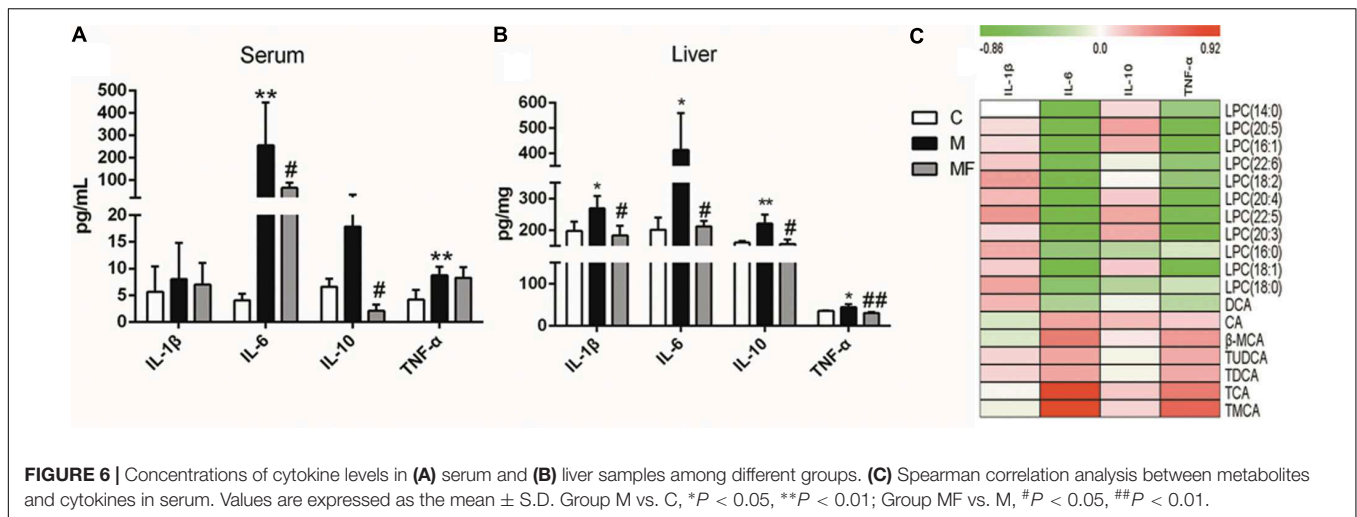 A
Serum
pg/mL
500
400
300
200
100
20
15
10
5
0
**
#
#
**
IL-1β
IL-6
IL-10
TNF-α
B
Liver
pg/mg
600
500
400
300
200
100
0
*
#
*
#
**
#
*
##
IL-1β
IL-6
IL-10
TNF-α
C
M
MF
C
-0.86
0.0
0.92
IL-1β
IL-6
IL-10
TNF-α
LPC(14:0)
LPC(20:5)
LPC(16:1)
LPC(22:6)
LPC(18:2)
LPC(20:4)
LPC(22:5)
LPC(20:3)
LPC(16:0)
LPC(18:1)
LPC(18:0)
DCA
CA
β-MCA
TUDCA
TDCA
TCA
TMCA
FIGURE 6 | Concentrations of cytokine levels in (A) serum and (B) liver samples among different groups. (C) Spearman correlation analysis between metabolites
and cytokines in serum. Values are expressed as the mean ± S.D. Group M vs. C, *P < 0.05, **P < 0.01; Group MF vs. M, #P < 0.05, ##P < 0.01.